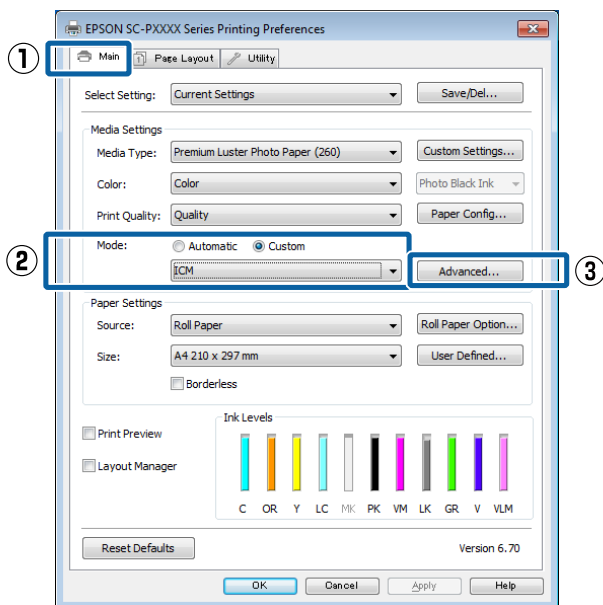 EPSON SC-PXXXX Series Printing Preferences
①
Main
Page Layout
Utility
Select Setting: Current Settings Save/Del...
Media Settings
Media Type: Premium Luster Photo Paper (260) Custom Settings...
Color: Color Photo Black Ink
Print Quality: Quality Paper Config...
② Mode: Automatic Custom
ICM Advanced... ③
Paper Settings
Source: Roll Paper Roll Paper Option...
Size: A4 210 x 297 mm User Defined...
Borderless
Ink Levels
Print Preview
Layout Manager
C OR Y LC MK PK VM LK GR V VLM
Reset Defaults Version 6.70
OK Cancel Apply Help